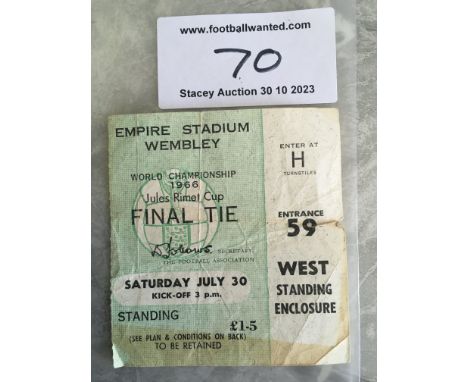 www.footballwanted.com
70
Stacey Auction 30 10 2023
EMPIRE STADIUM
WEMBLEY
WORLD CHAMPIONSHIP
1966
Jules Rimet Cup
FINAL TIE
SECRETARY,
THE FOOTBALL ASSOCIATION
SATURDAY JULY 30
KICK-OFF 3 p.m.
STANDING
£1-5
(SEE PLAN & CONDITIONS ON BACK)
TO BE RETAINED
ENTER AT
H
TURNSTILES
ENTRANCE
59
WEST
STANDING
ENCLOSURE